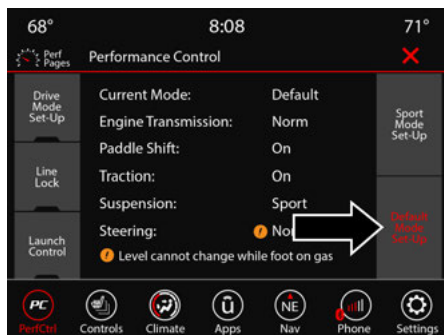 68°
8:08
71°
Perf
Pages
Performance Control
Drive
Mode
Set-Up
Line
Lock
Launch
Control
Current Mode: Default
Engine Transmission: Norm
Paddle Shift: On
Traction: On
Suspension: Sport
Steering:
Level cannot change while foot on gas
Sport
Mode
Set-Up
Default
Mode
Set-Up
PC
PerfCtrl
Controls
Climate
ū
Apps
NE
Nav
Phone
Settings